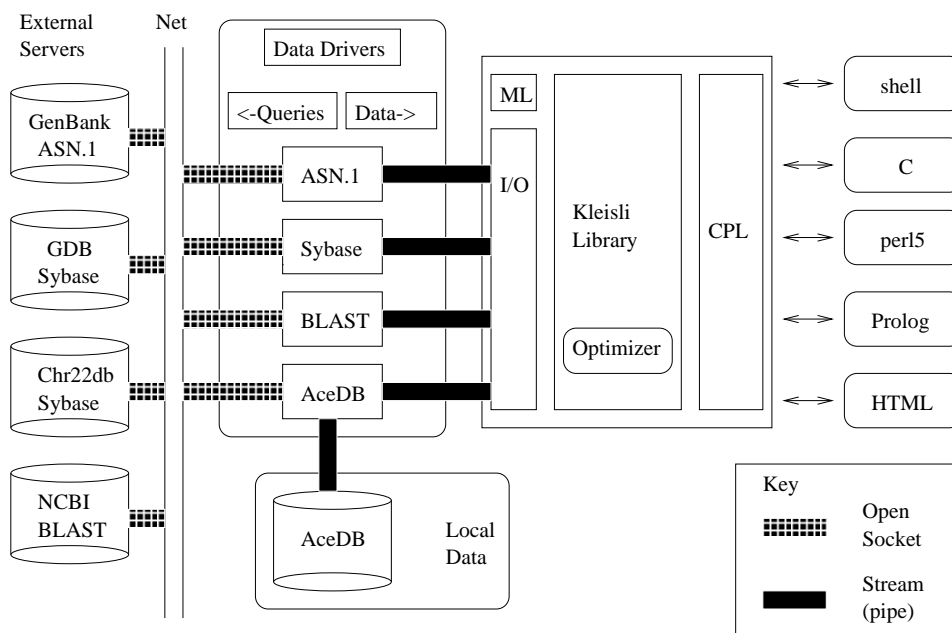 External
Servers
Net
GenBank
ASN.1
GDB
Sybase
Chr22db
Sybase
NCBI
BLAST
Data Drivers
<-Queries
Data->
ASN.1
Sybase
BLAST
AceDB
AceDB
Local
Data
ML
I/O
Kleisli
Library
Optimizer
CPL
shell
C
perl5
Prolog
HTML
Key
Open
Socket
Stream
(pipe)